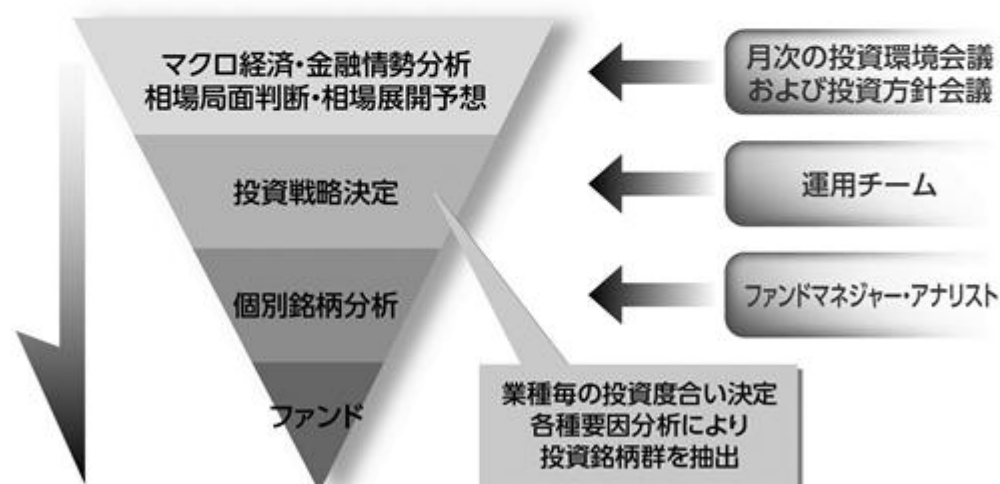 マクロ経済・金融情勢分析
相場局面判断・相場展開予想
月次の投資環境会議
および投資方針会議
投資戦略決定
運用チーム
個別銘柄分析
ファンドマネジャー・アナリスト
ファンド
業種毎の投資度合い決定
各種要因分析により
投資銘柄群を抽出